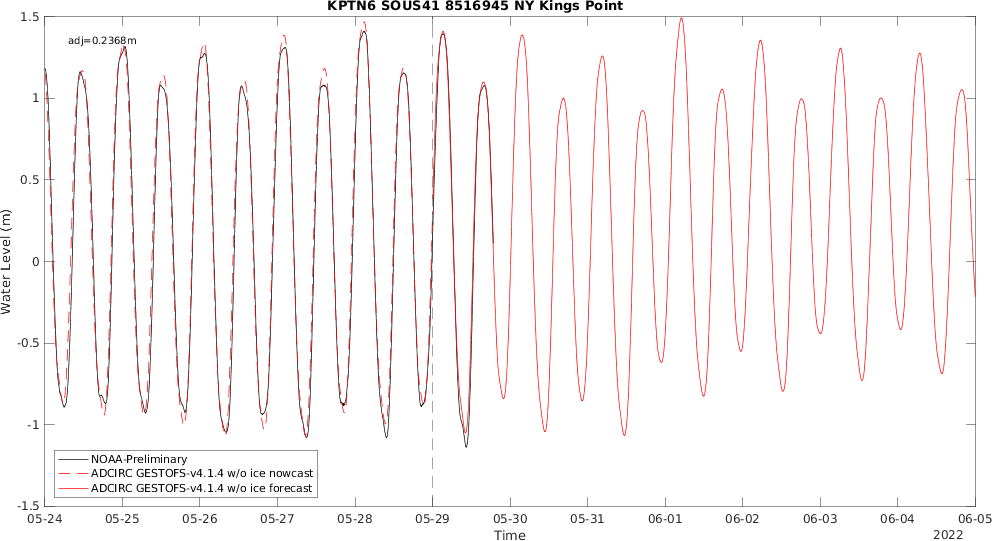 KPTN6 SOUS41 8516945 NY Kings Point
adj=0.2368m
1.5
1
0.5
0
-0.5
-1
-1.5
Water Level (m)
NOAA-Preliminary
ADCIRC GESTOFS-v4.1.4 w/o ice nowcast
ADCIRC GESTOFS-v4.1.4 w/o ice forecast
05-24 05-25 05-26 05-27 05-28 05-29 05-30 05-31 06-01 06-02 06-03 06-04 06-05
Time
2022